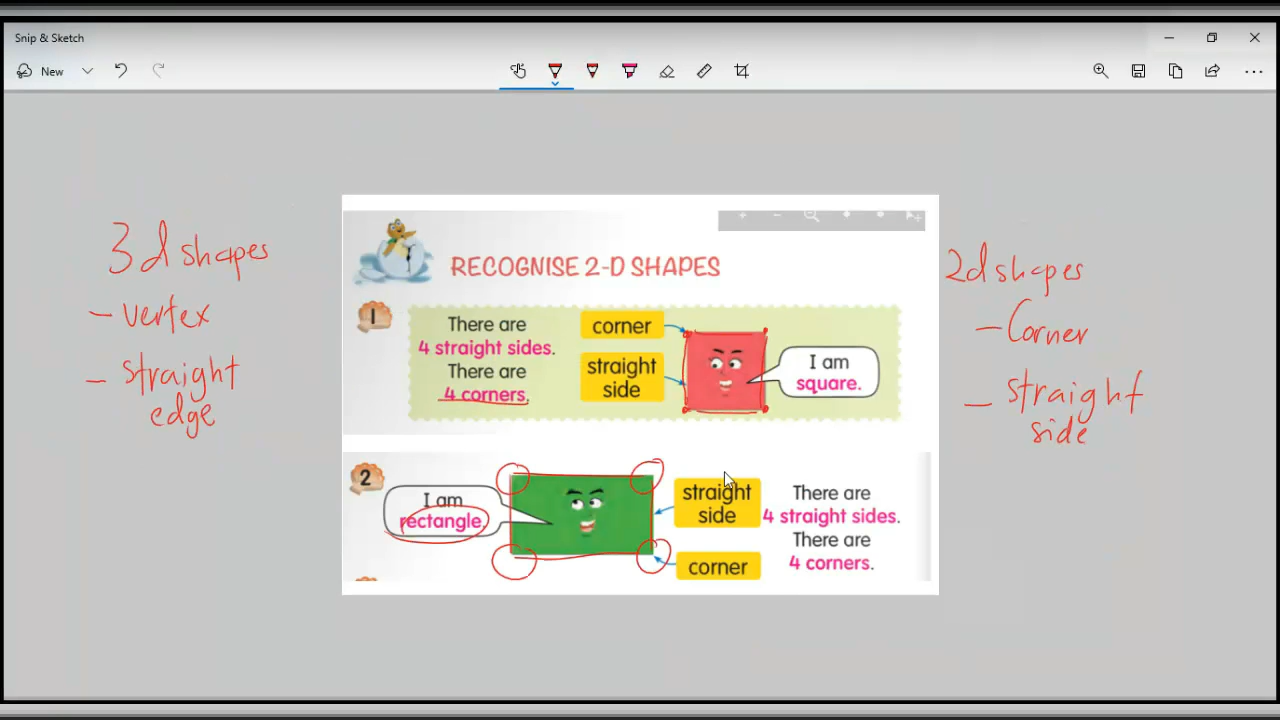 Snip & Sketch
New
3d shapes
- vertex
- straight
edge
RECOGNISE 2-D SHAPES
1
There are
4 straight sides.
There are
4 corners.
corner
straight
side
I am
square.
2
I am
rectangle.
straight
side
corner
There are
4 straight sides.
There are
4 corners.
2d shapes
- Corner
- straight
side